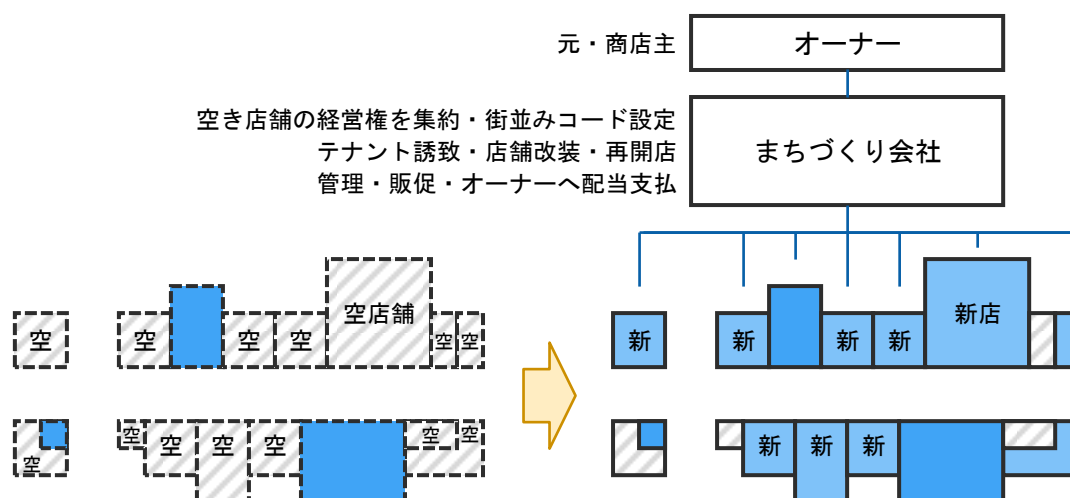 元・商店主
オーナー
空き店舗の経営権を集約・街並みコード設定
テナント誘致・店舗改装・再開店
管理・販促・オーナーへ配当支払
まちづくり会社
空
空
空
空
空店舗
空
空
新
新
新
新
新店
空
空
空
空
空
空
空
新
新
新